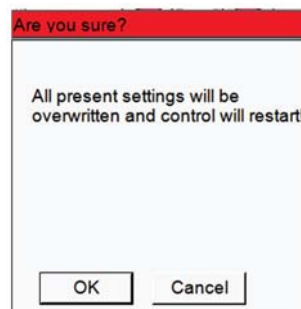 Are you sure?
All present settings will be
overwritten and control will restart!
OK
Cancel